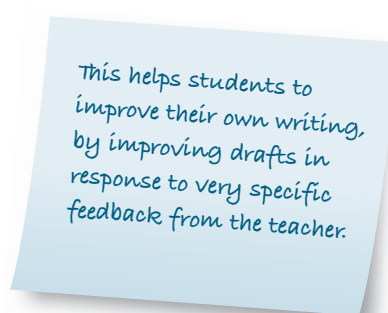 This helps students to
improve their own writing,
by improving drafts in
response to very specific
feedback from the teacher.